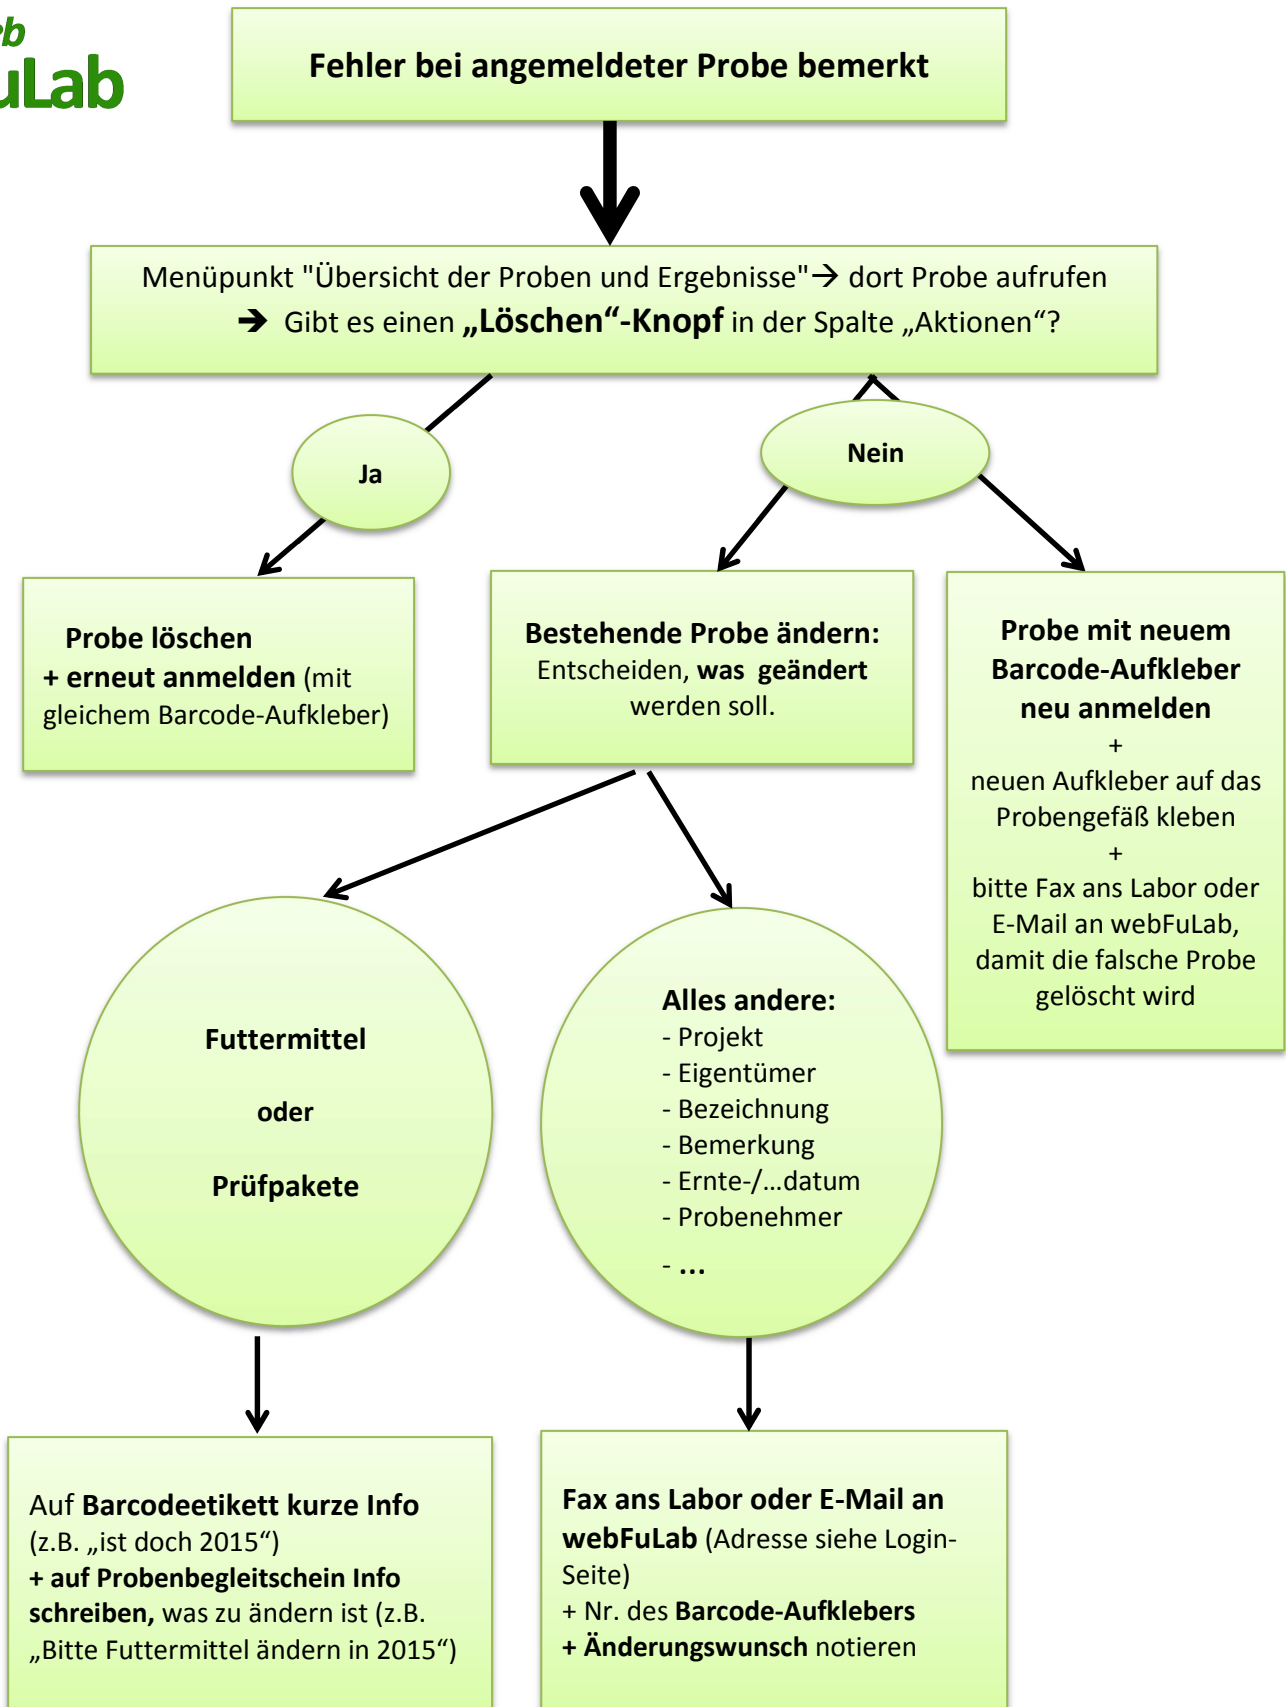 eb
uLab
Fehler bei angemeldeter Probe bemerkt
Menüpunkt "Übersicht der Proben und Ergebnisse"→ dort Probe aufrufen
➔ Gibt es einen „Löschen“-Knopf in der Spalte „Aktionen“?
Ja
Nein
Probe löschen
+ erneut anmelden (mit
gleichem Barcode-Aufkleber)
Bestehende Probe ändern:
Entscheiden, was geändert
werden soll.
Probe mit neuem
Barcode-Aufkleber
neu anmelden
+
neuen Aufkleber auf das
Probengefäß kleben
+
bitte Fax ans Labor oder
E-Mail an webFuLab,
damit die falsche Probe
gelöscht wird
Futtermittel
oder
Prüfpakete
Alles andere:
- Projekt
- Eigentümer
- Bezeichnung
- Bemerkung
- Ernte-/...datum
- Probenehmer
- ...
Auf Barcodeetikett kurze Info
(z.B. „ist doch 2015“)
+ auf Probenbegleitschein Info
schreiben, was zu ändern ist (z.B.
„Bitte Futtermittel ändern in 2015“)
Fax ans Labor oder E-Mail an
webFuLab (Adresse siehe Login-
Seite)
+ Nr. des Barcode-Aufklebers
+ Änderungswunsch notieren